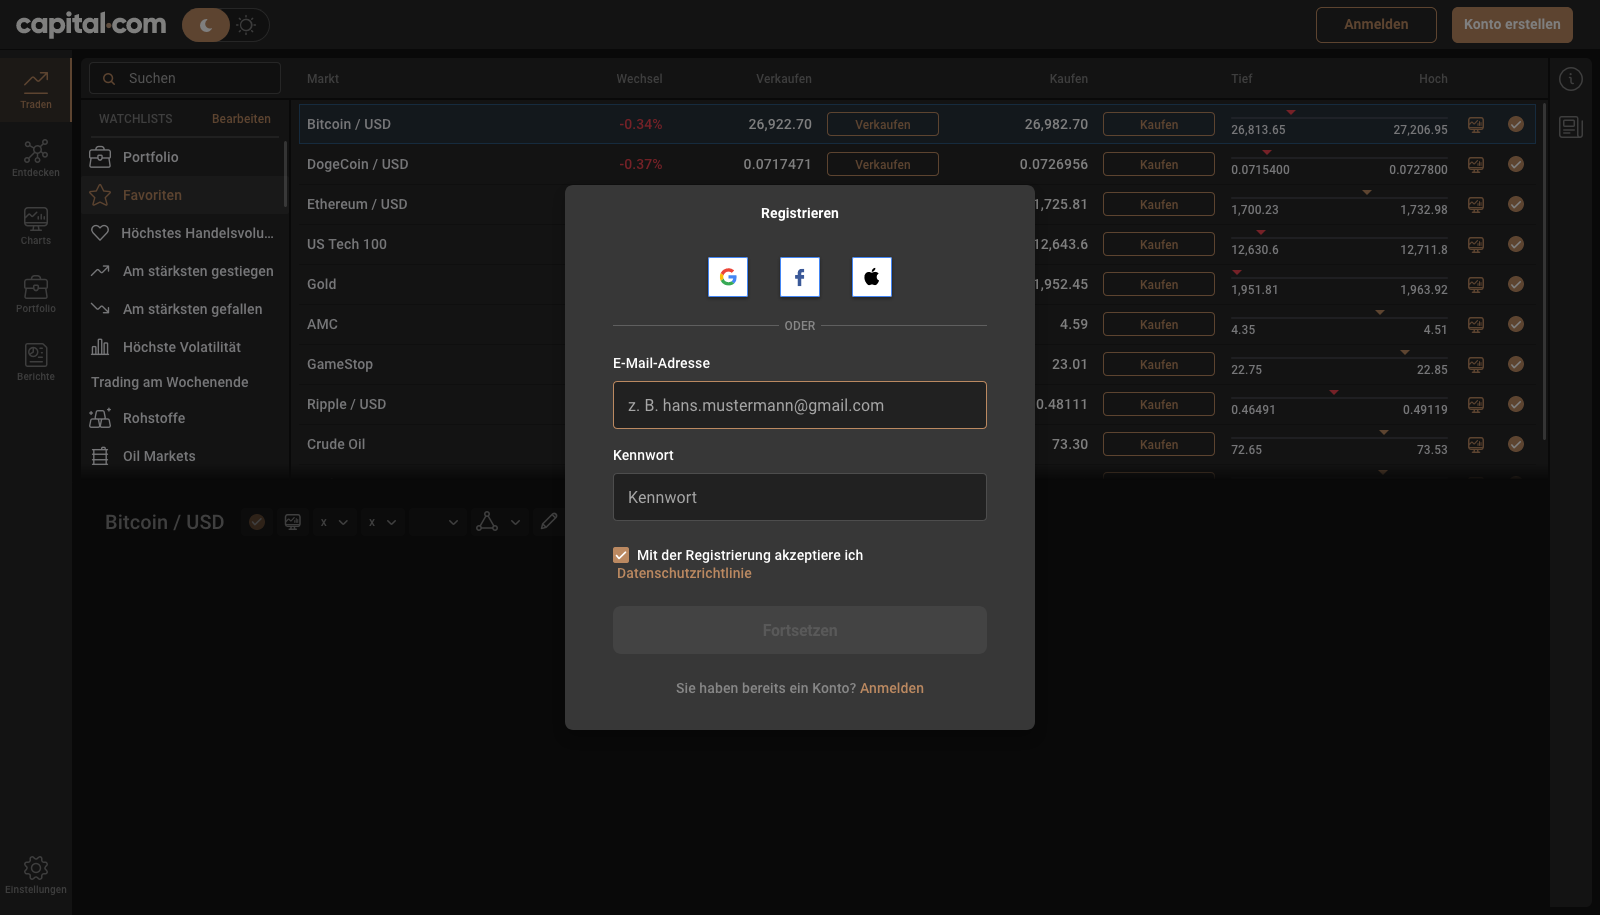 capital.com
Anmelden
Konto erstellen
Traden
Entdecken
Charts
Portfolio
Berichte
Einstellungen
Suchen
WATCHLISTS Bearbeiten
Portfolio
Favoriten
Höchstes Handelsvolu...
Am stärksten gestiegen
Am stärksten gefallen
Höchste Volatilität
Trading am Wochenende
Rohstoffe
Oil Markets
Markt Wechsel Verkaufen Kaufen Tief Hoch
Bitcoin / USD -0.34% 26,922.70 Verkaufen 26,982.70 Kaufen 26,813.65 27,206.95
DogeCoin / USD -0.37% 0.0717471 Verkaufen 0.0726956 Kaufen 0.0715400 0.0727800
Ethereum / USD 1,725.81 Kaufen 1,700.23 1,732.98
US Tech 100 12,643.6 Kaufen 12,630.6 12,711.8
Gold 1,952.45 Kaufen 1,951.81 1,963.92
AMC 4.59 Kaufen 4.35 4.51
GameStop 23.01 Kaufen 22.75 22.85
Ripple / USD 0.48111 Kaufen 0.46491 0.49119
Crude Oil 73.30 Kaufen 72.65 73.53
Bitcoin / USD x x
Registrieren
ODER
E-Mail-Adresse
z. B. hans.mustermann@gmail.com
Kennwort
Kennwort
Mit der Registrierung akzeptiere ich
Datenschutzrichtlinie
Fortsetzen
Sie haben bereits ein Konto? Anmelden